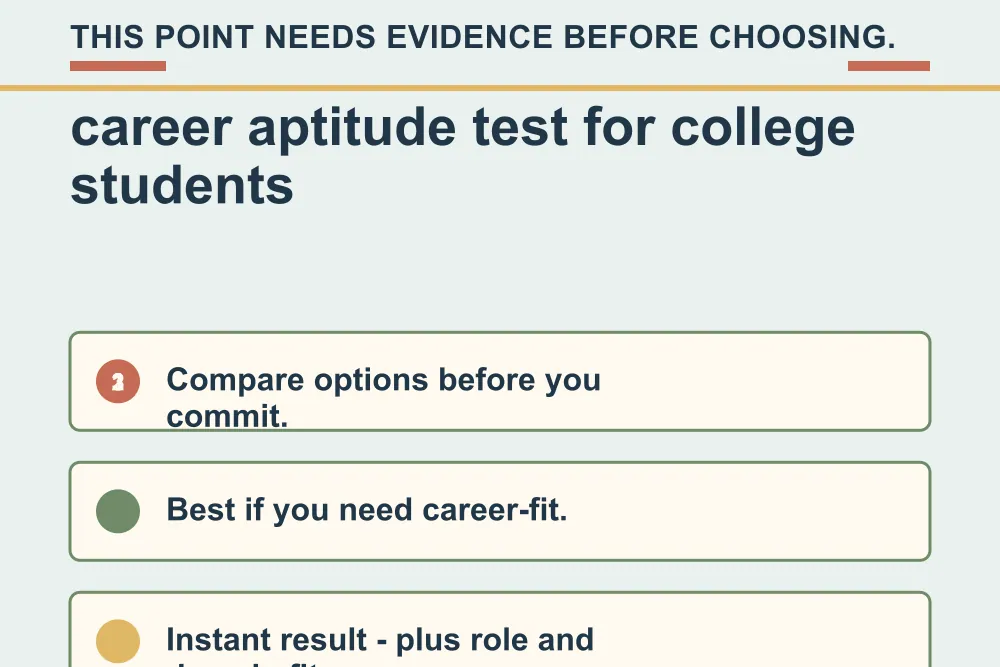 THIS POINT NEEDS EVIDENCE BEFORE CHOOSING.
career aptitude test for college
students
Compare options before you
commit.
Best if you need career-fit.
Instant result - plus role and